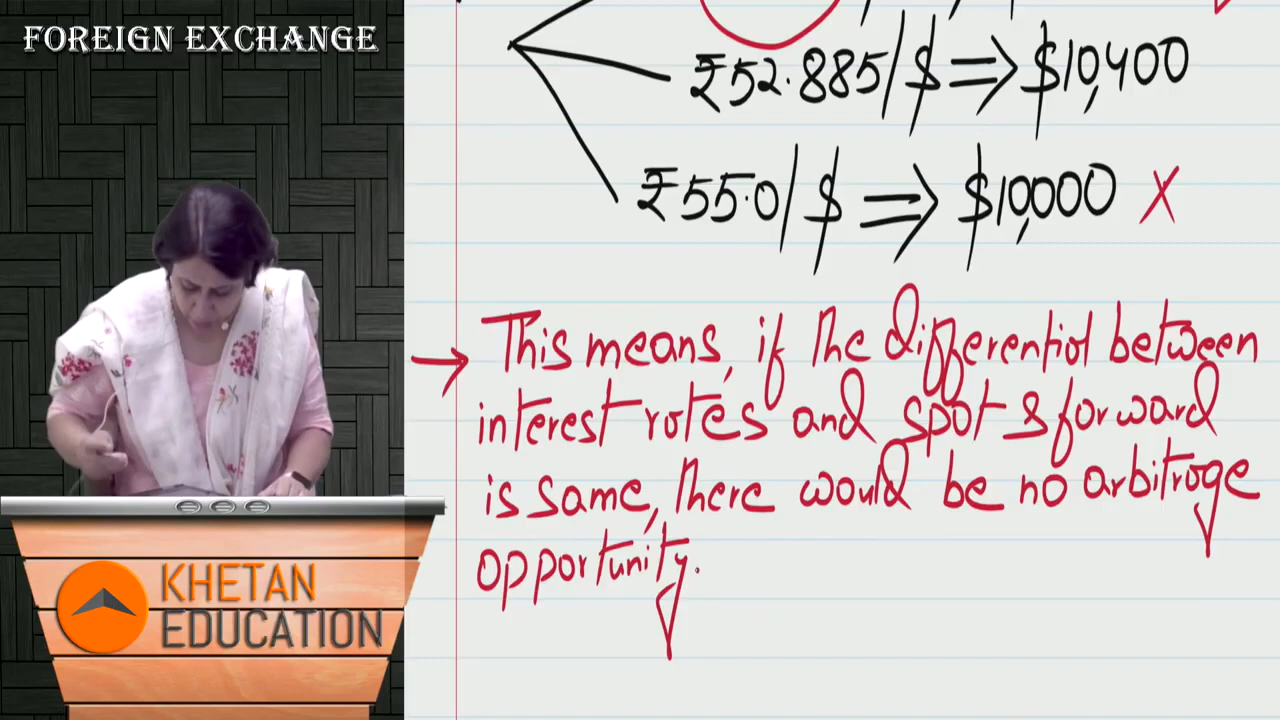 FOREIGN EXCHANGE
₹52.885/$ ⇒ $10,400
₹55.0/$ ⇒ $10,000 X
→ This means, if the differential between
interest rates and spot & forward
is same, there would be no arbitrage
opportunity.
KHETAN
EDUCATION